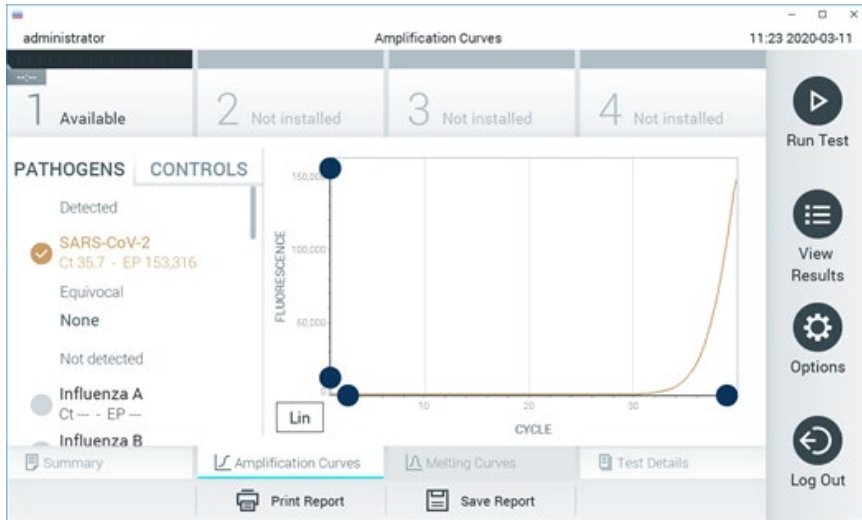 administrator
Amplification Curves
11:23 2020-03-11
--:--
1 Available
2 Not installed
3 Not installed
4 Not installed
Run Test
PATHOGENS
CONTROLS
Detected
SARS-CoV-2
Ct 35.7 - EP 153,316
Equivocal
None
Not detected
Influenza A
Ct --- - EP ---
Influenza B
FLUORESCENCE
100,000
50,000
0
10
20
30
CYCLE
Lin
View
Results
Options
Log Out
Summary
Amplification Curves
Melting Curves
Test Details
Print Report
Save Report